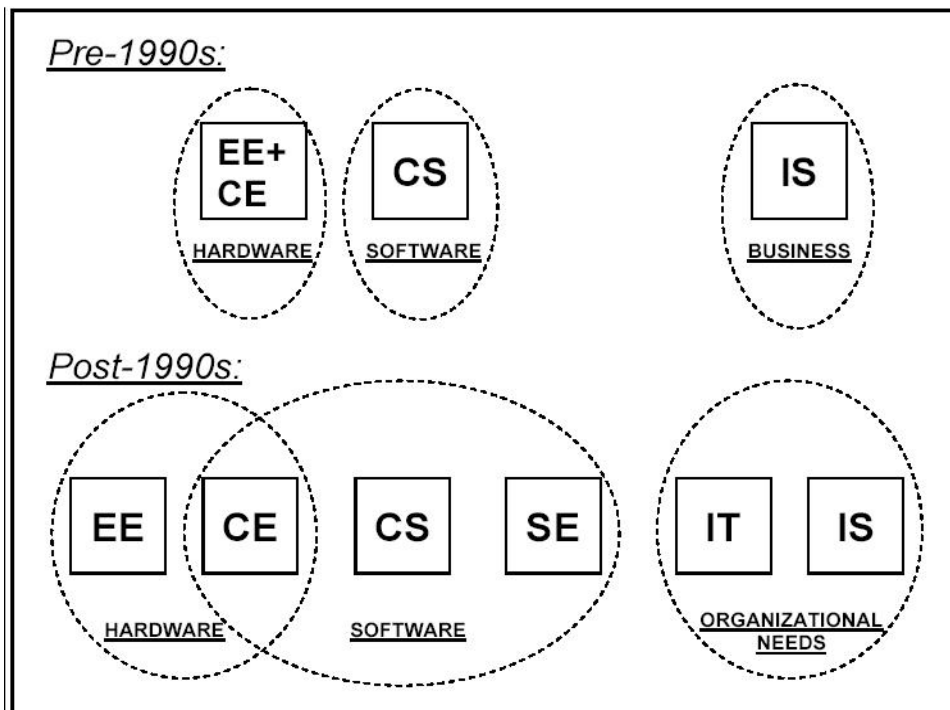 Pre-1990s:
EE+
CE
CS
IS
HARDWARE
SOFTWARE
BUSINESS
Post-1990s:
EE
CE
CS
SE
IT
IS
HARDWARE
SOFTWARE
ORGANIZATIONAL
NEEDS